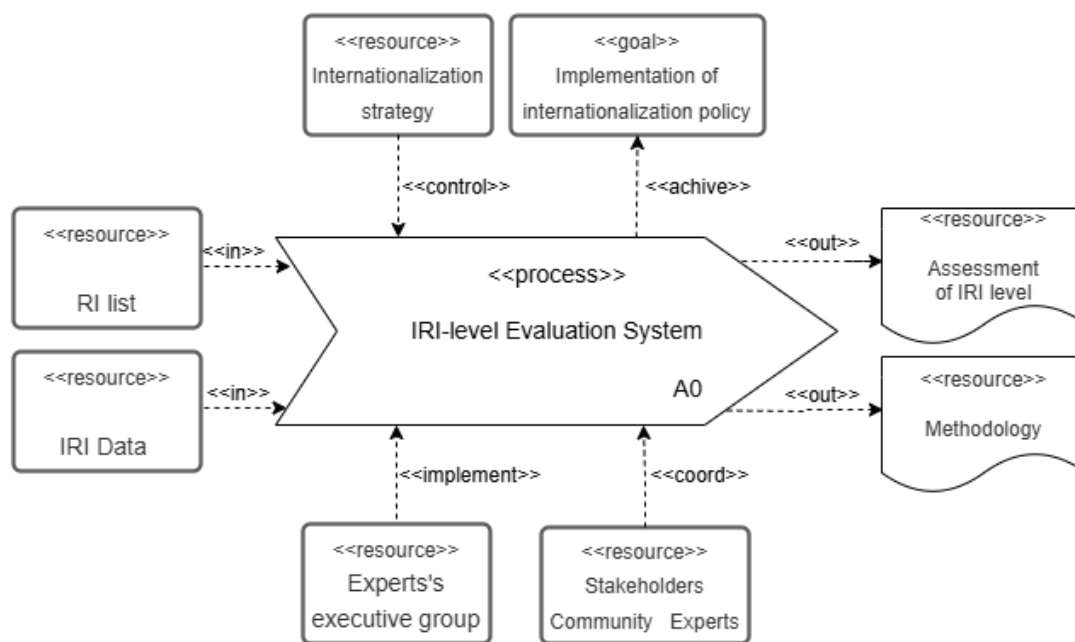 <<resource>>
Internationalization
strategy
<<goal>>
Implementation of
internationalization policy
<<control>>
<<achive>>
<<resource>>
RI list
<<in>>
<<process>>
IRI-level Evaluation System
A0
<<out>>
<<resource>>
Assessment
of IRI level
<<resource>>
IRI Data
<<in>>
<<out>>
<<resource>>
Methodology
<<implement>>
<<coord>>
<<resource>>
Experts's
executive group
<<resource>>
Stakeholders
Community Experts